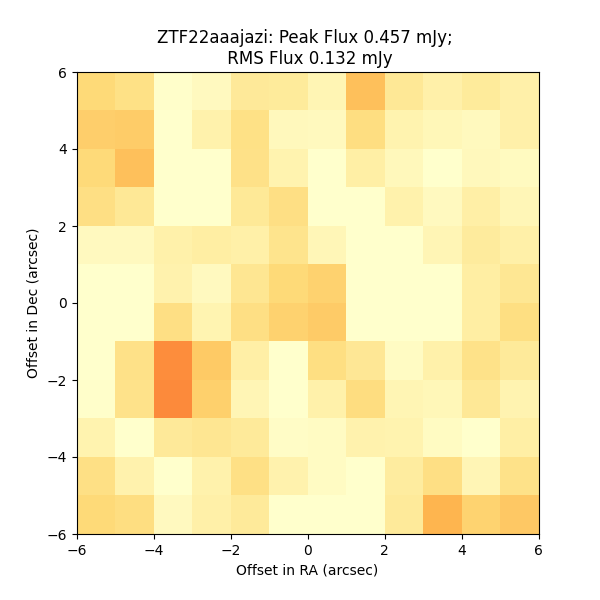 ZTF22aaajazi: Peak Flux 0.457 mJy;
RMS Flux 0.132 mJy
6
4
2
0
−2
−4
−6
Offset in Dec (arcsec)
−6 −4 −2 0 2 4 6
Offset in RA (arcsec)